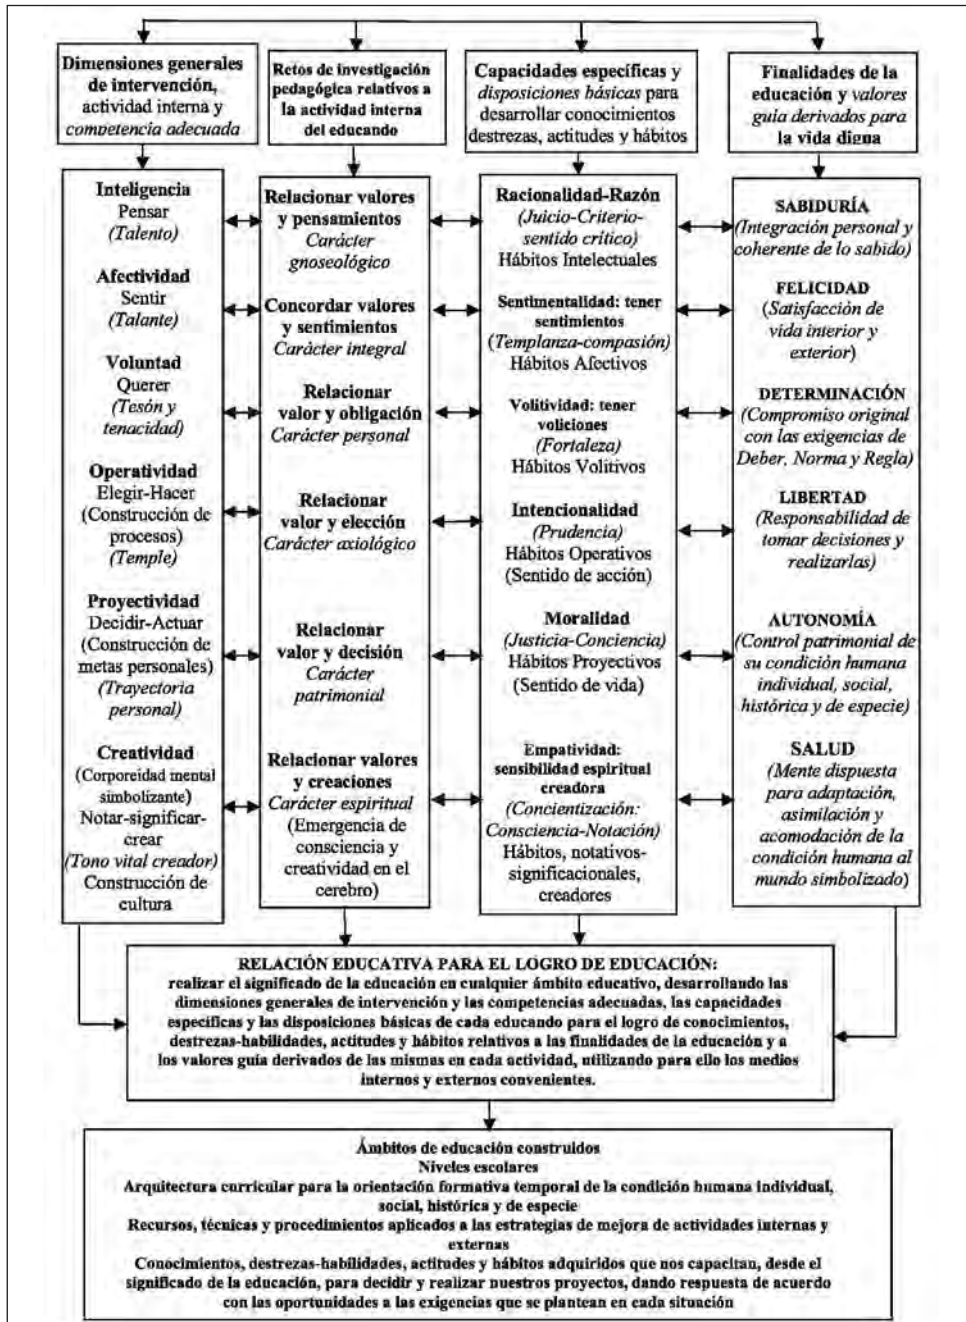 Dimensiones generales
de intervención,
actividad interna y
competencia adecuada
Retos de investigación
pedagógica relativos a
la actividad interna
del educando
Capacidades específicas y
disposiciones básicas para
desarrollar conocimientos
destrezas, actitudes y hábitos
Finalidades de la
educación y valores
guía derivados para
la vida digna
Inteligencia
Pensar
(Talento)
Afectividad
Sentir
(Talante)
Voluntad
Querer
(Tesón y
tenacidad)
Operatividad
Elegir-Hacer
(Construcción de
procesos)
(Temple)
Proyectividad
Decidir-Actuar
(Construcción de
metas personales)
(Trayectoria
personal)
Creatividad
(Corporeidad mental
simbolizante)
Notar-significar-
crear
(Tono vital creador)
Construcción de
cultura
Relacionar valores
y pensamientos
Carácter
gnoseológico
Concordar valores
y sentimientos
Carácter integral
Relacionar
valor y obligación
Carácter personal
Relacionar
valor y elección
Carácter axiológico
Relacionar
valor y decisión
Carácter
patrimonial
Relacionar valores
y creaciones
Carácter espiritual
(Emergencia de
consciencia y
creatividad en el
cerebro)
Racionalidad-Razón
(Juicio-Criterio-
sentido crítico)
Hábitos Intelectuales
Sentimentalidad: tener
sentimientos
(Templanza-compasión)
Hábitos Afectivos
Volitividad: tener
voliciones
(Fortaleza)
Hábitos Volitivos
Intencionalidad
(Prudencia)
Hábitos Operativos
(Sentido de acción)
Moralidad
(Justicia-Conciencia)
Hábitos Proyectivos
(Sentido de vida)
Empatividad:
sensibilidad espiritual
creadora
(Concientización:
Consciencia-Notación)
Hábitos, notativos-
significacionales,
creadores
SABIDURÍA
(Integración personal y
coherente de lo sabido)
FELICIDAD
(Satisfacción de
vida interior y
exterior)
DETERMINACIÓN
(Compromiso original
con las exigencias de
Deber, Norma y Regla)
LIBERTAD
(Responsabilidad de
tomar decisiones y
realizarlas)
AUTONOMÍA
(Control patrimonial de
su condición humana
individual, social,
histórica y de especie)
SALUD
(Mente dispuesta
para adaptación,
asimilación y
acomodación de la
condición humana al
mundo simbolizado)
RELACIÓN EDUCATIVA PARA EL LOGRO DE EDUCACIÓN:
realizar el significado de la educación en cualquier ámbito educativo, desarrollando las
dimensiones generales de intervención y las competencias adecuadas, las capacidades
específicas y las disposiciones básicas de cada educando para el logro de conocimientos,
destrezas-habilidades, actitudes y hábitos relativos a las finalidades de la educación y a
los valores guía derivados de las mismas en cada actividad, utilizando para ello los medios
internos y externos convenientes.
Ámbitos de educación construidos
Niveles escolares
Arquitectura curricular para la orientación formativa temporal de la condición humana individual,
social, histórica y de especie
Recursos, técnicas y procedimientos aplicados a las estrategias de mejora de actividades internas y
externas
Conocimientos, destrezas-habilidades, actitudes y hábitos adquiridos que nos capacitan, desde el
significado de la educación, para decidir y realizar nuestros proyectos, dando respuesta de acuerdo
con las oportunidades a las exigencias que se plantean en cada situación